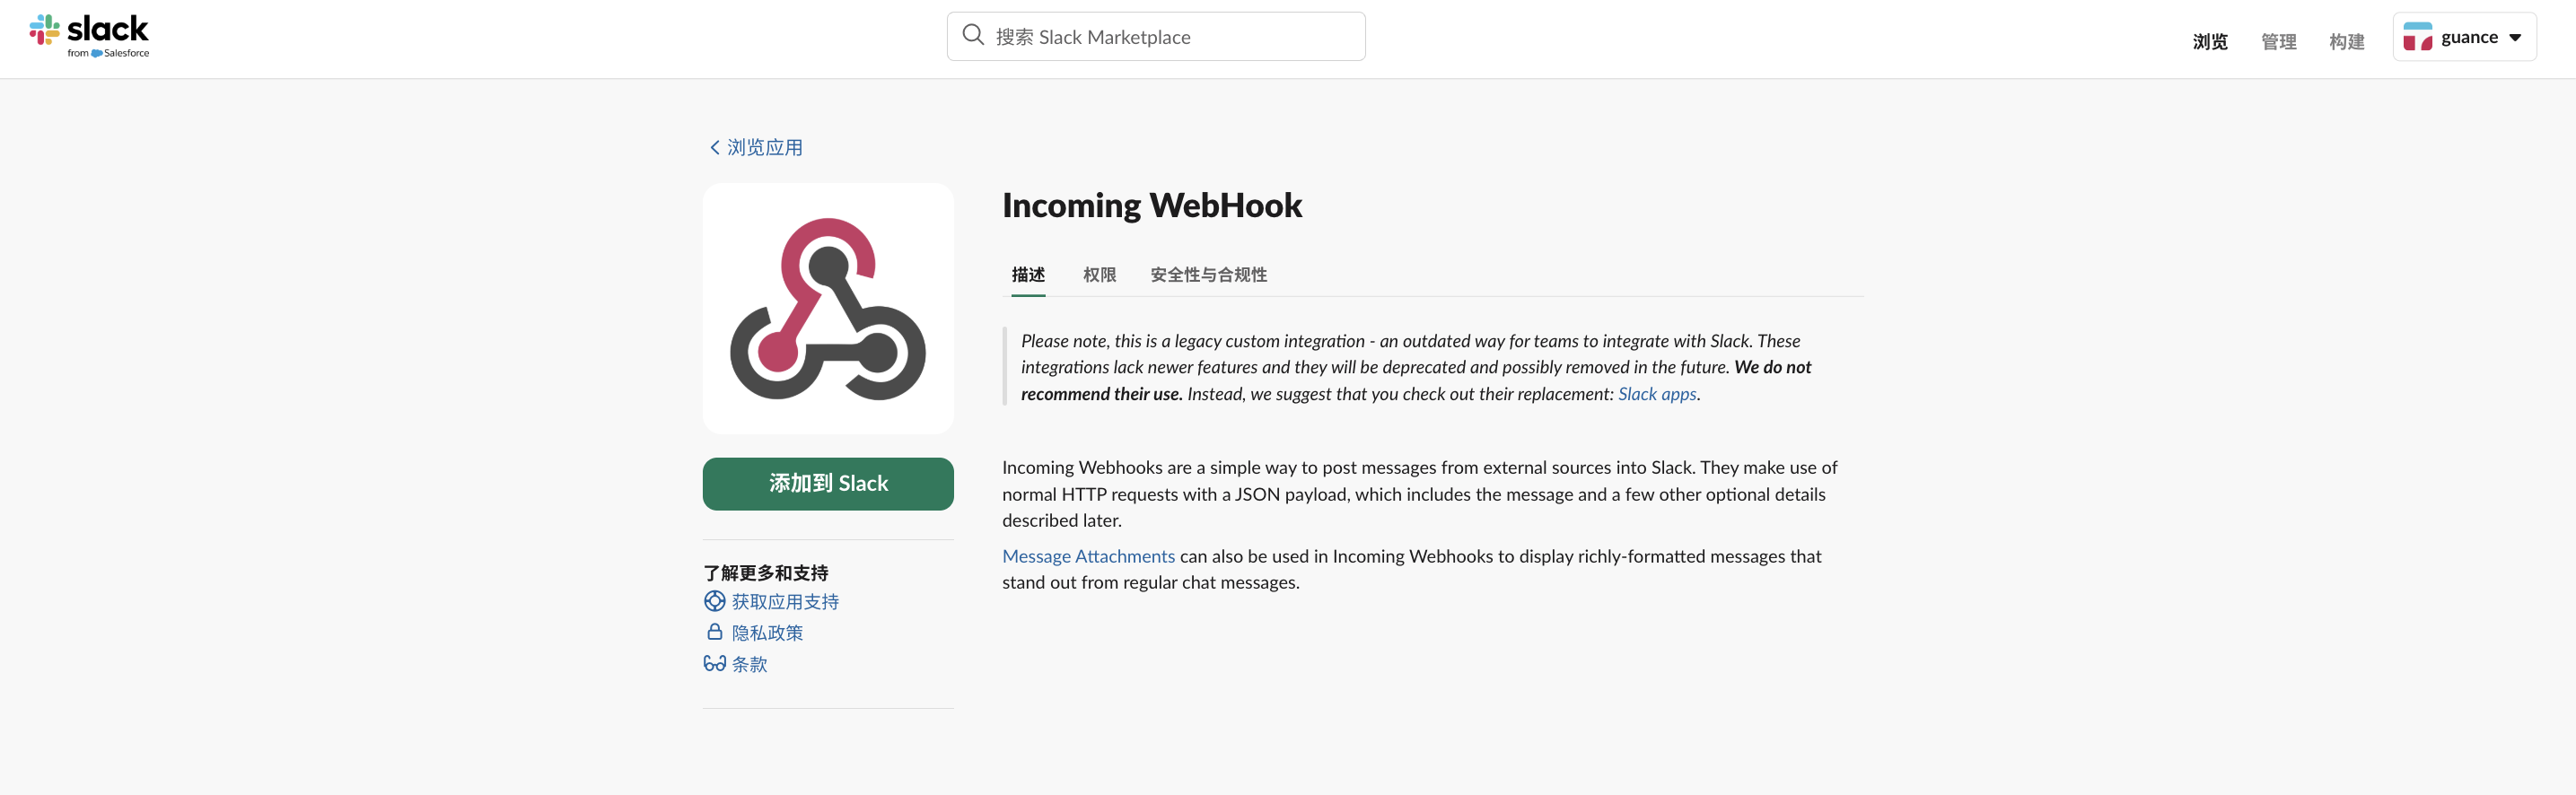 slack
from Salesforce
搜索 Slack Marketplace
浏览
管理
构建
guance
浏览应用
Incoming WebHook
描述
权限
安全性与合规性
Please note, this is a legacy custom integration - an outdated way for teams to integrate with Slack. These
integrations lack newer features and they will be deprecated and possibly removed in the future. We do not
recommend their use. Instead, we suggest that you check out their replacement: Slack apps.
添加到 Slack
Incoming Webhooks are a simple way to post messages from external sources into Slack. They make use of
normal HTTP requests with a JSON payload, which includes the message and a few other optional details
described later.
Message Attachments can also be used in Incoming Webhooks to display richly-formatted messages that
stand out from regular chat messages.
了解更多和支持
获取应用支持
隐私政策
条款